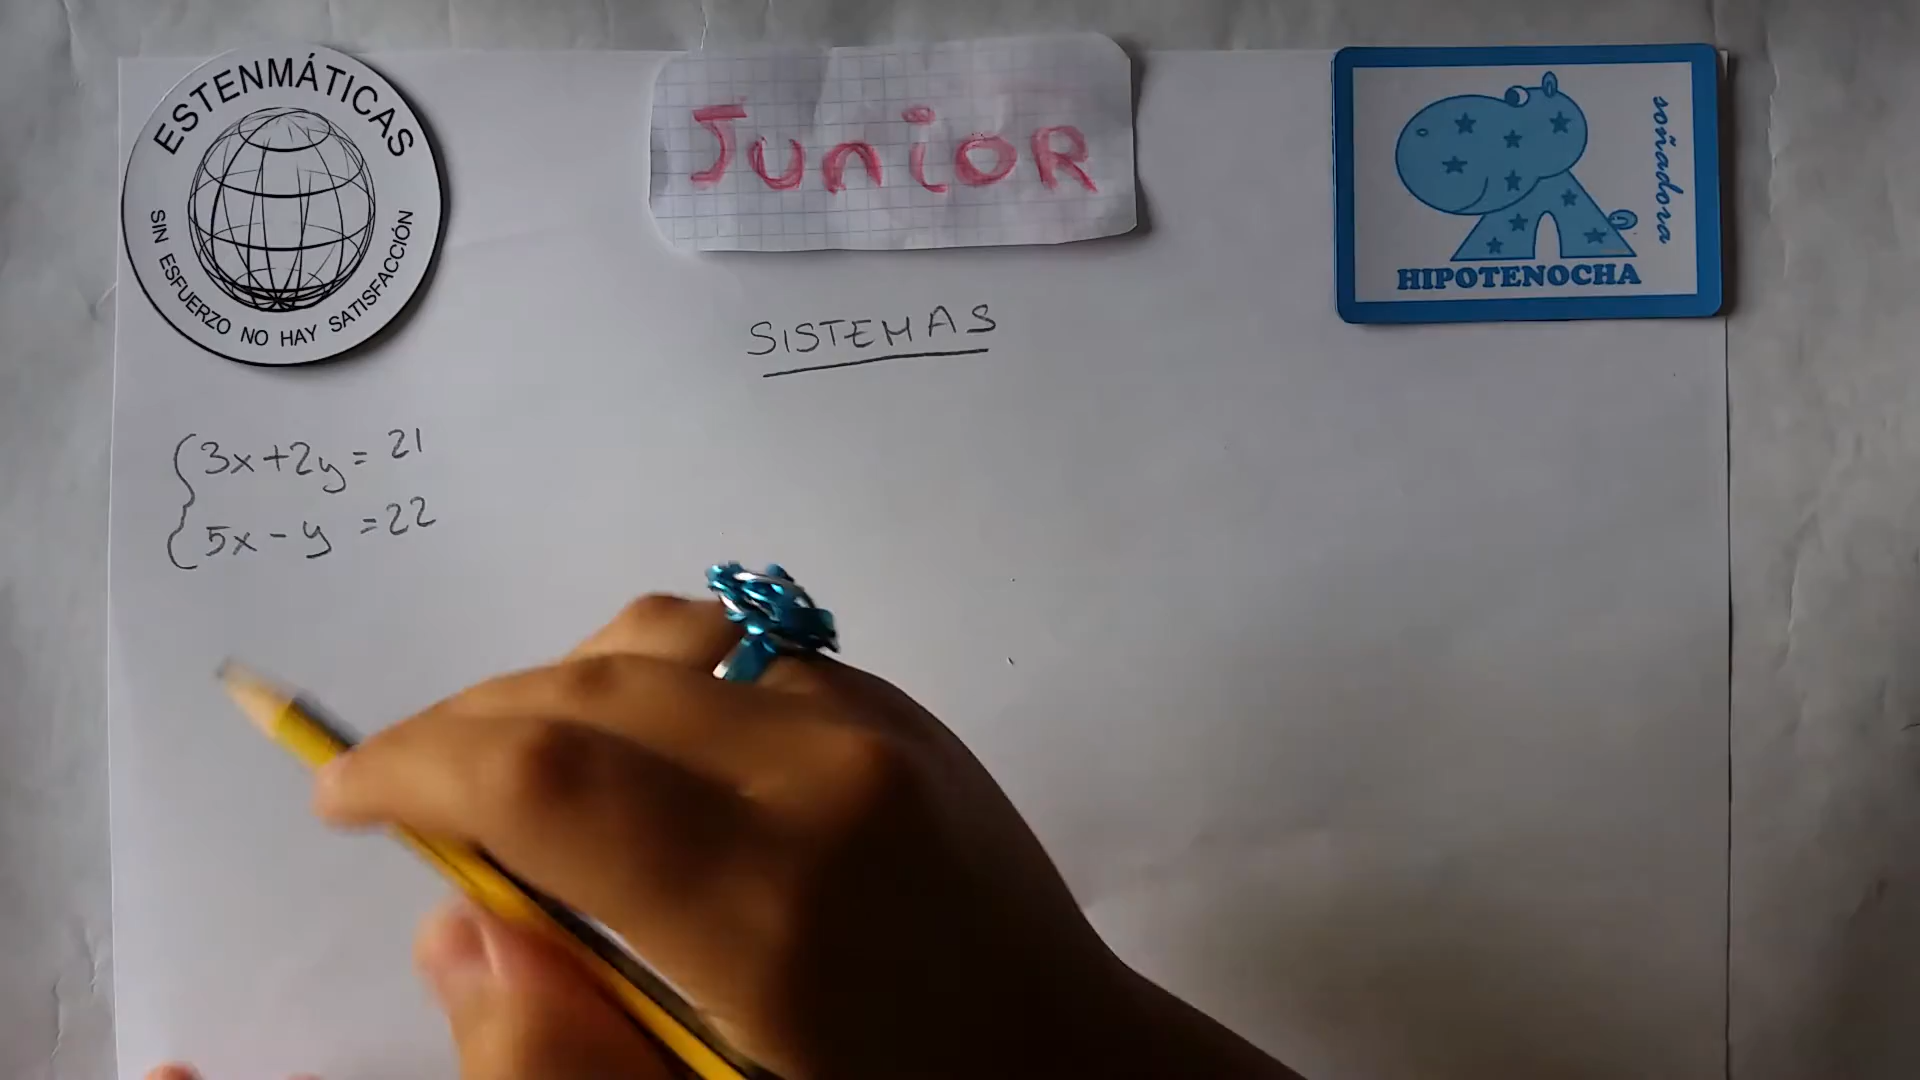 ESTENMÁTICAS
SIN ESFUERZO NO HAY SATISFACCIÓN
JUNIOR
soñadora
HIPOTENOCHA
SISTEMAS
3x+2y= 21
5x-y =22